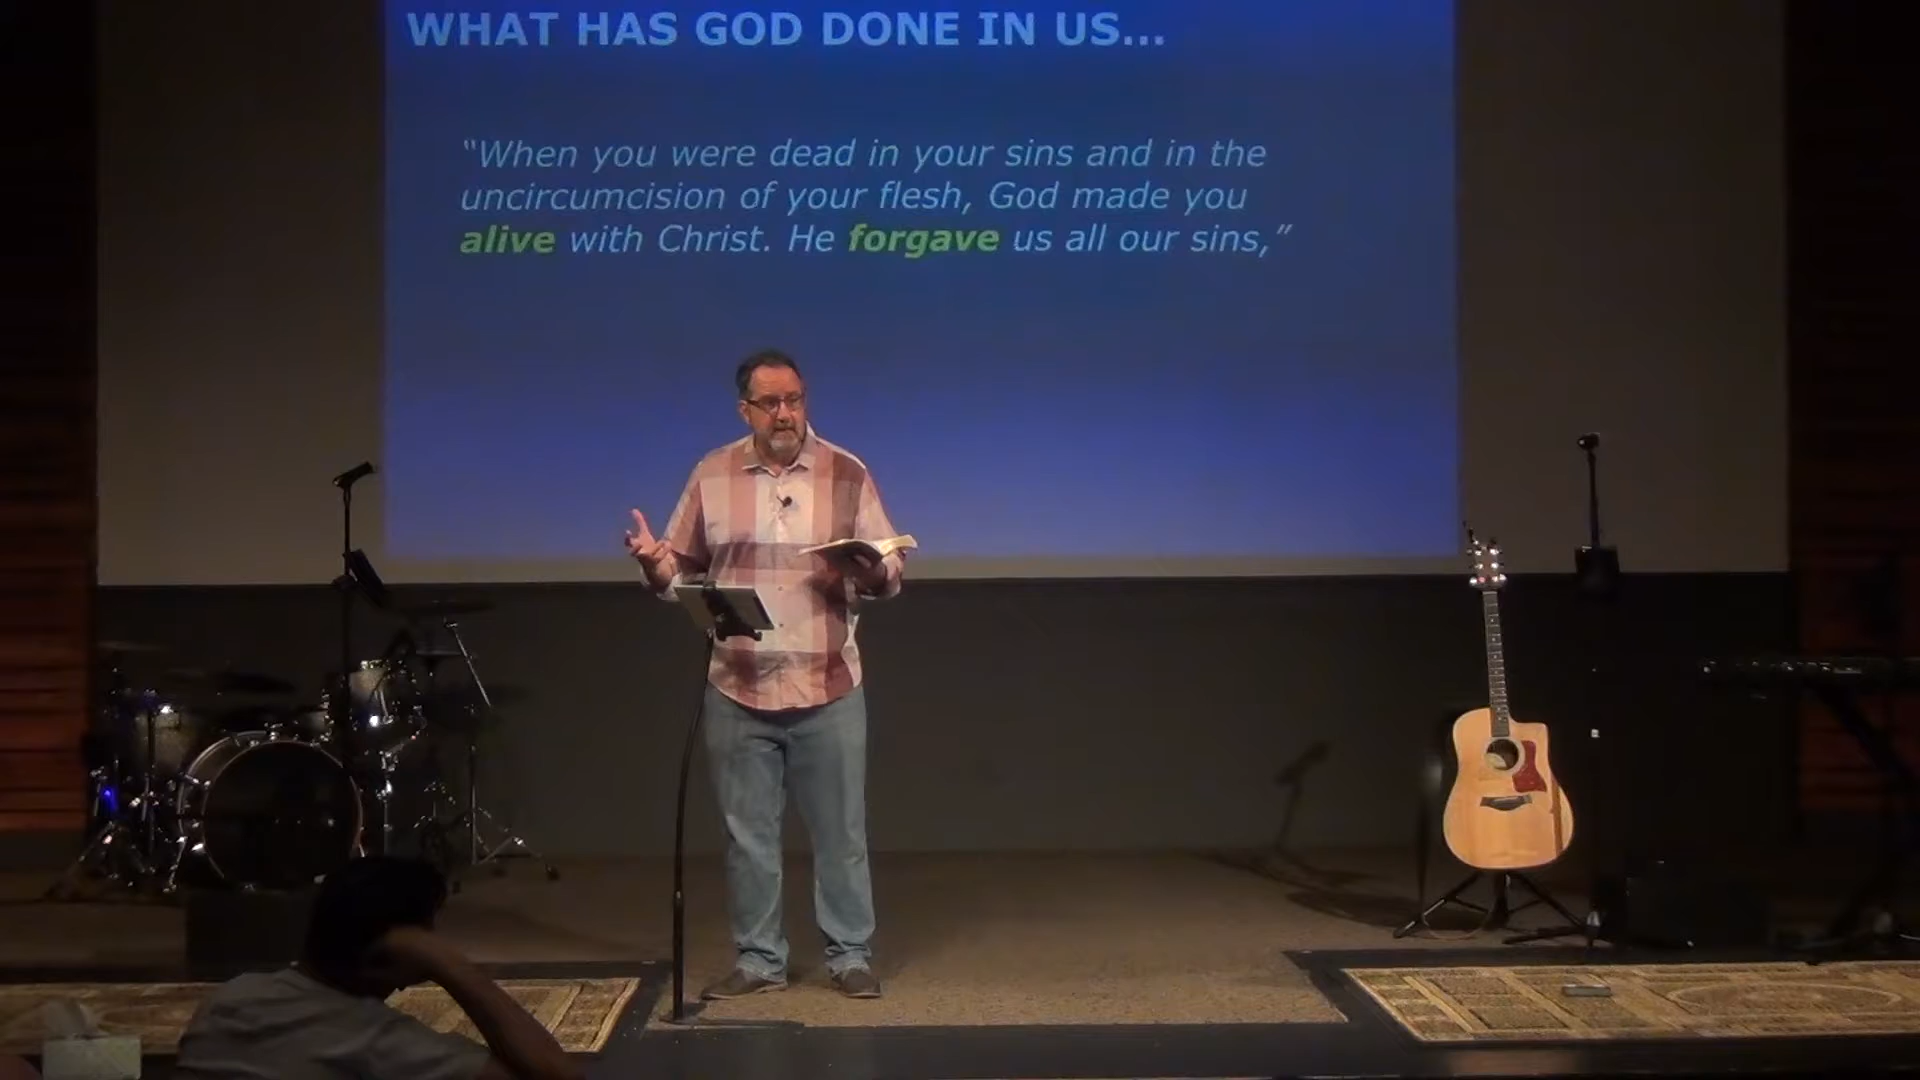 WHAT HAS GOD DONE IN US...
“When you were dead in your sins and in the
uncircumcision of your flesh, God made you
alive with Christ. He forgave us all our sins,”